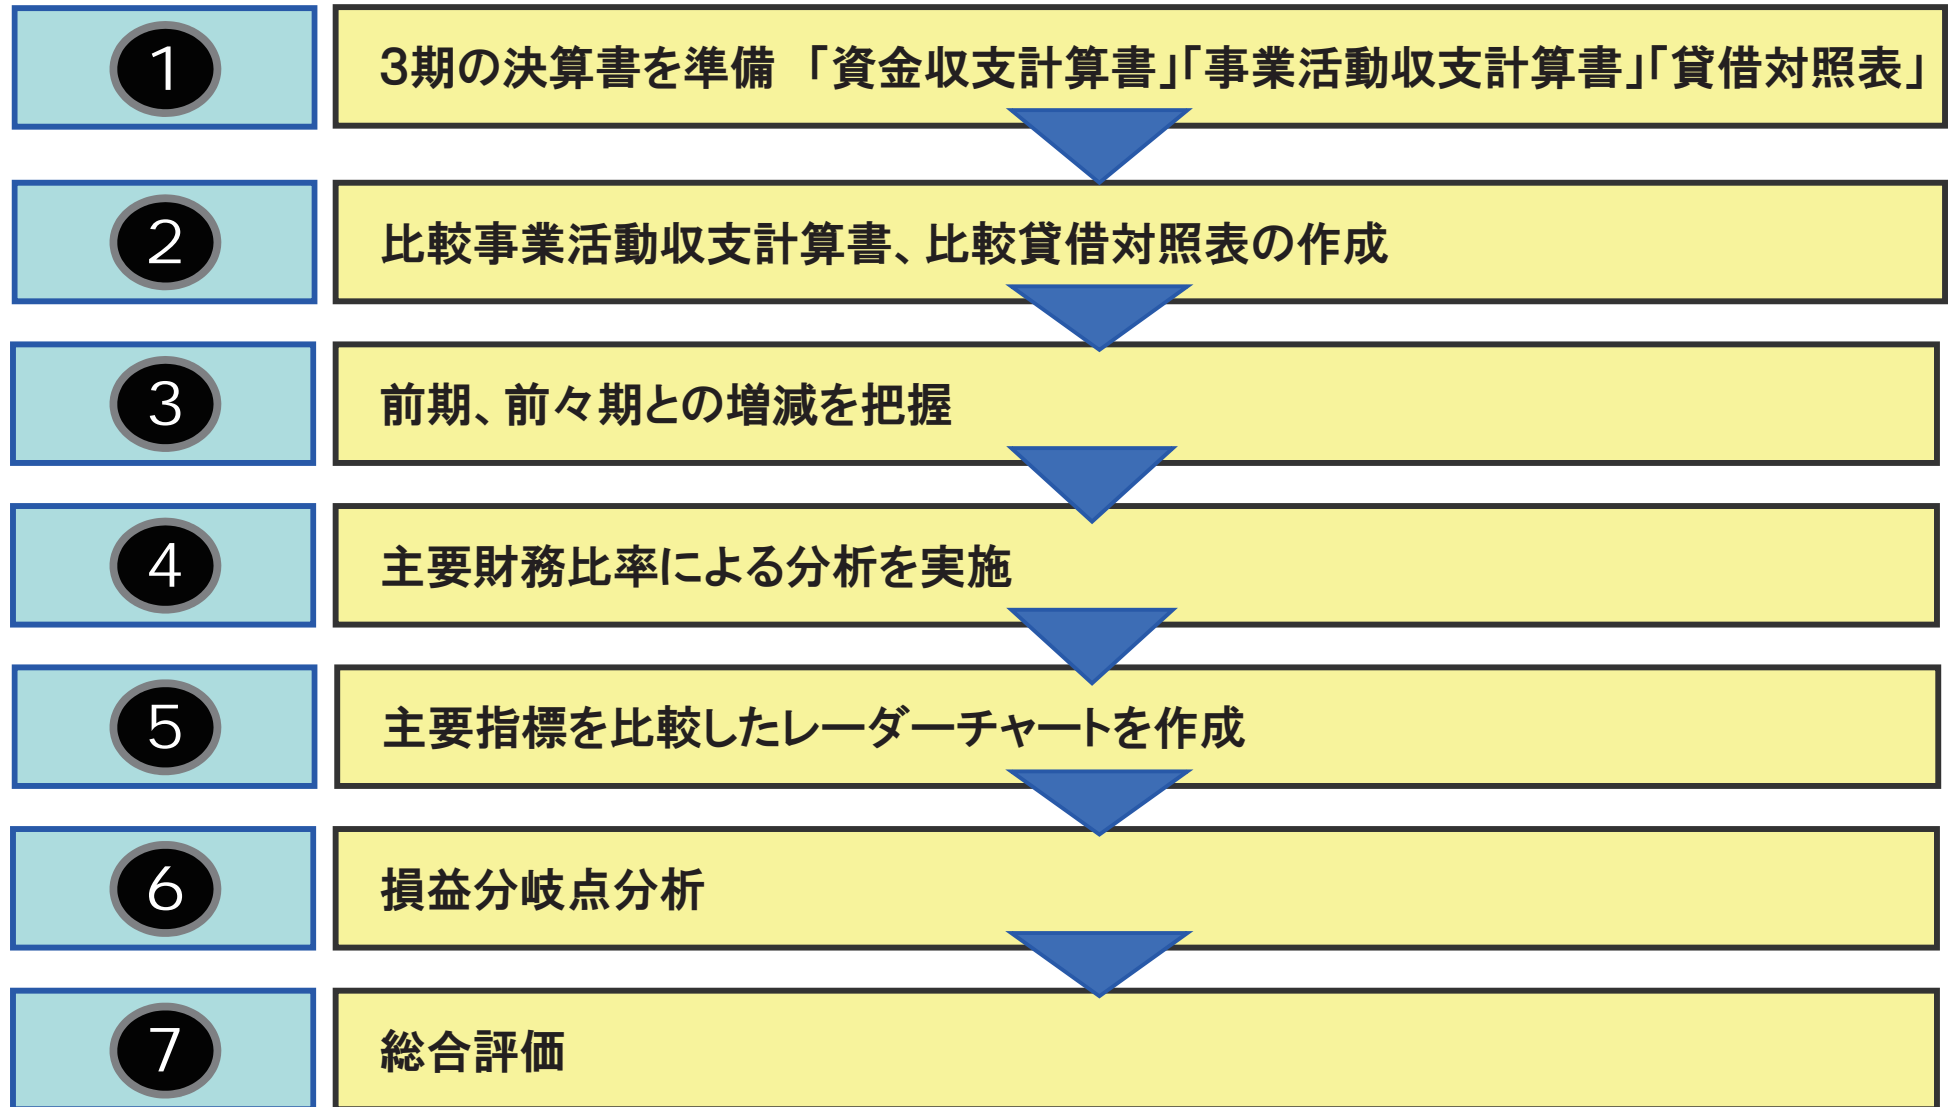 1
3期の決算書を準備 「資金収支計算書」「事業活動収支計算書」「貸借対照表」
2
比較事業活動収支計算書、比較貸借対照表の作成
3
前期、前々期との増減を把握
4
主要財務比率による分析を実施
5
主要指標を比較したレーダーチャートを作成
6
損益分岐点分析
7
総合評価